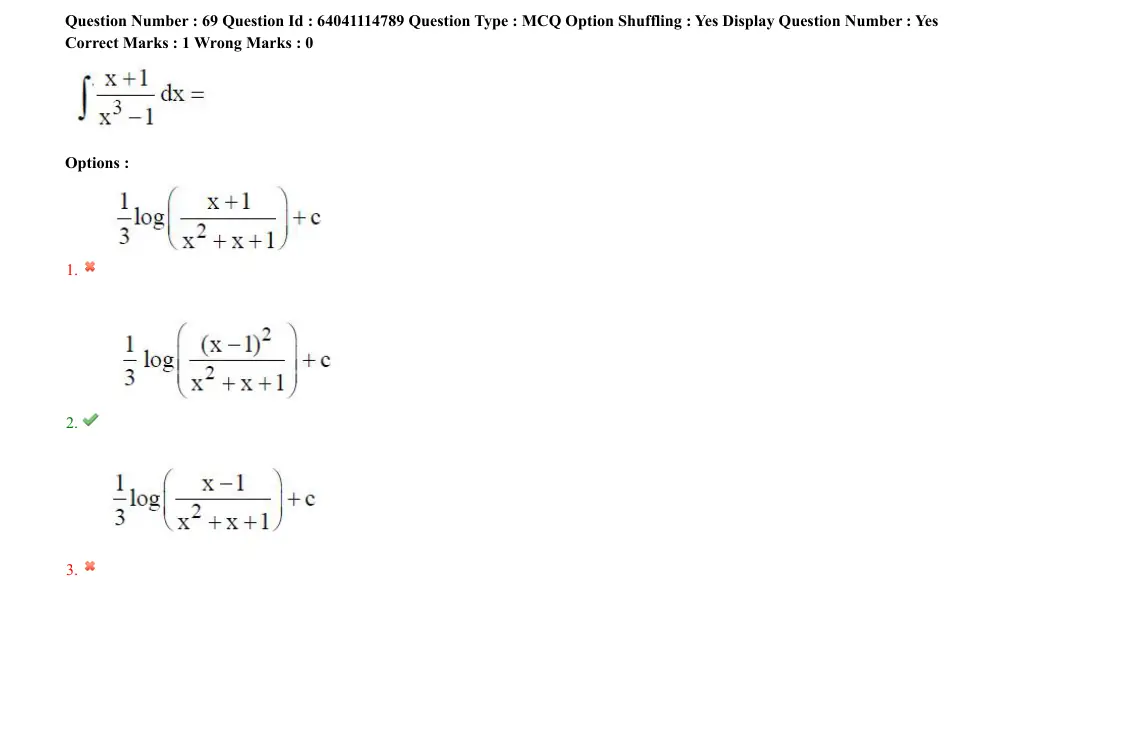 Question Number : 69 Question Id : 64041114789 Question Type : MCQ Option Shuffling : Yes Display Question Number : Yes
Correct Marks : 1 Wrong Marks : 0
∫ (x+1)/(x³−1) dx =
Options :
1/3 log((x+1)/(x²+x+1))+c
1. ✖
1/3 log((x−1)²/(x²+x+1))+c
2. ✔
1/3 log((x−1)/(x²+x+1))+c
3. ✖